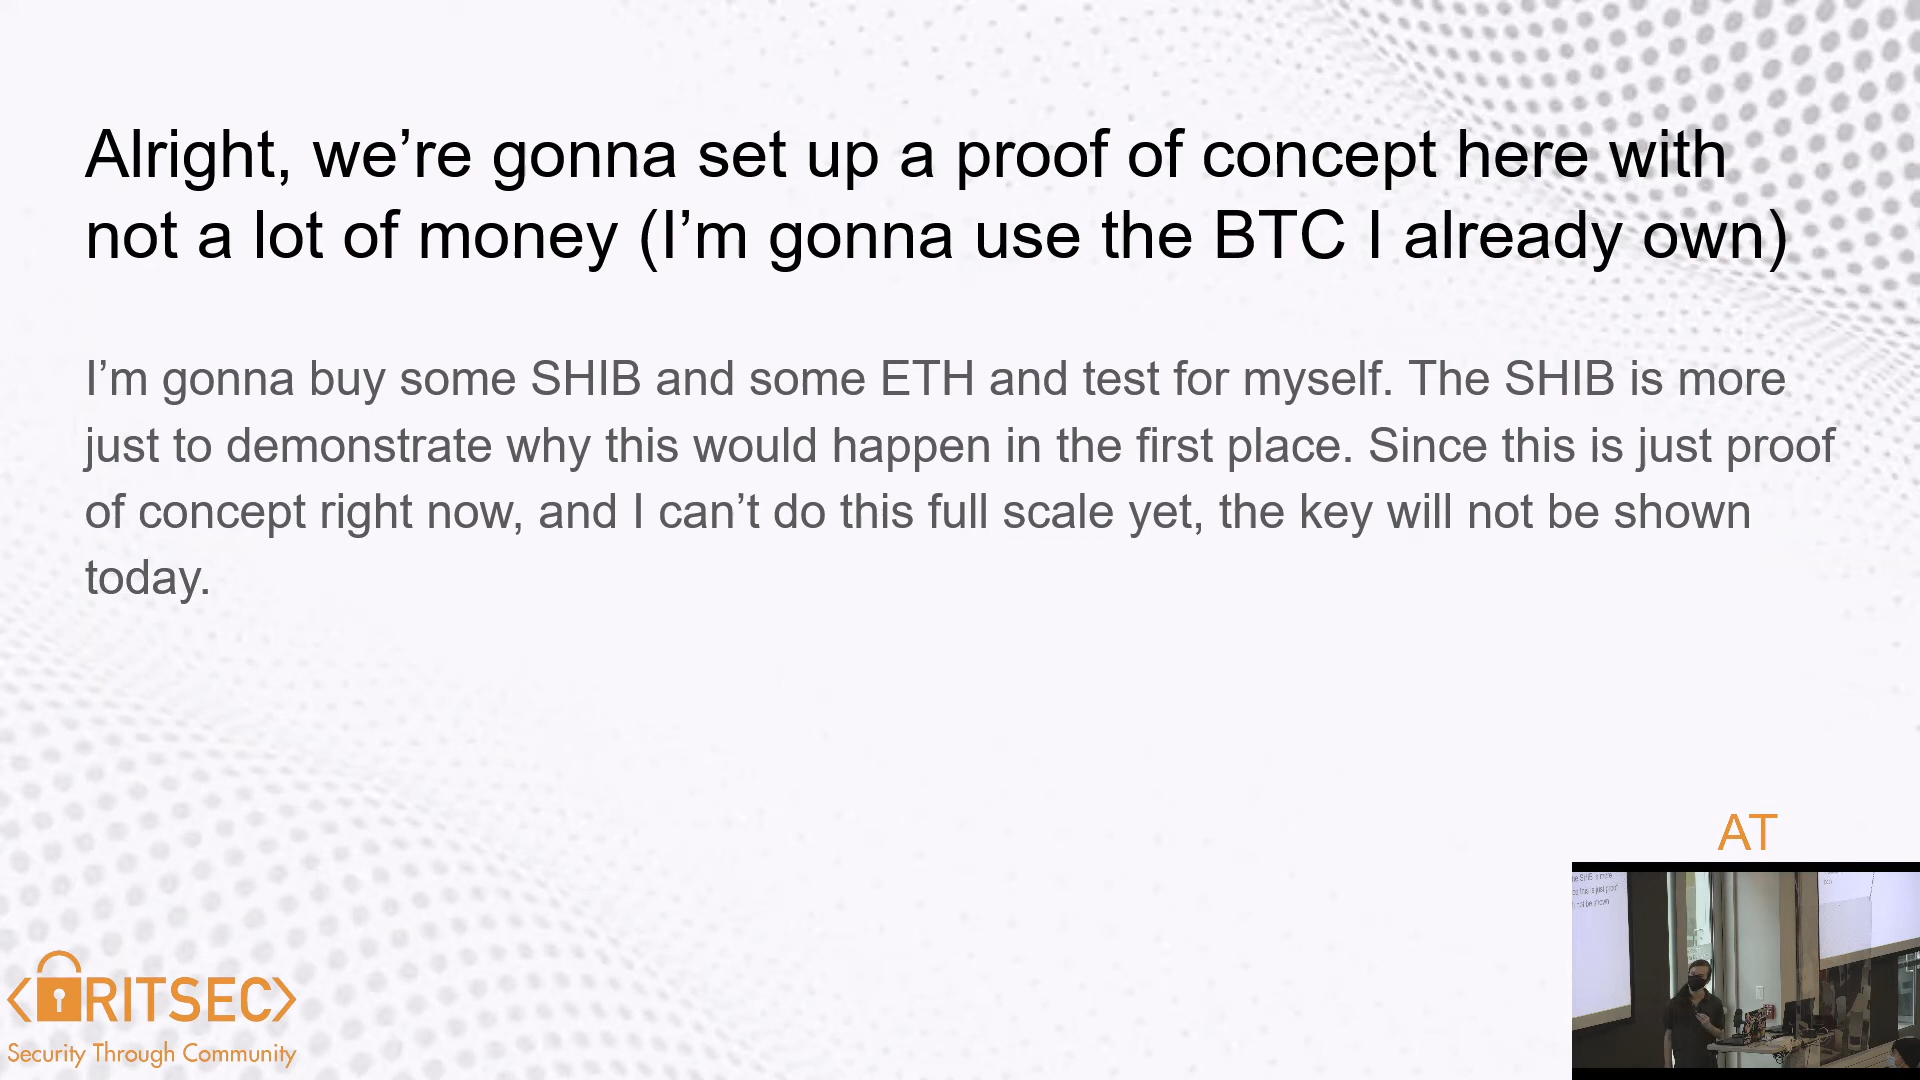 Alright, we’re gonna set up a proof of concept here with
not a lot of money (I’m gonna use the BTC I already own)
I’m gonna buy some SHIB and some ETH and test for myself. The SHIB is more
just to demonstrate why this would happen in the first place. Since this is just proof
of concept right now, and I can’t do this full scale yet, the key will not be shown
today.
AT
<RITSEC>
Security Through Community